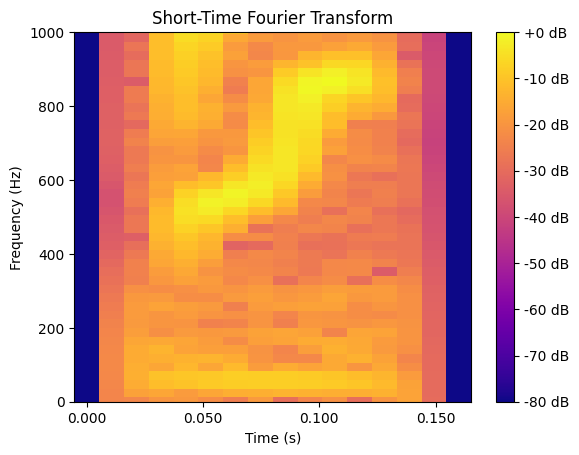 Short-Time Fourier Transform
1000
800
600
400
200
0
Frequency (Hz)
0.000
0.050
0.100
0.150
Time (s)
+0 dB
-10 dB
-20 dB
-30 dB
-40 dB
-50 dB
-60 dB
-70 dB
-80 dB